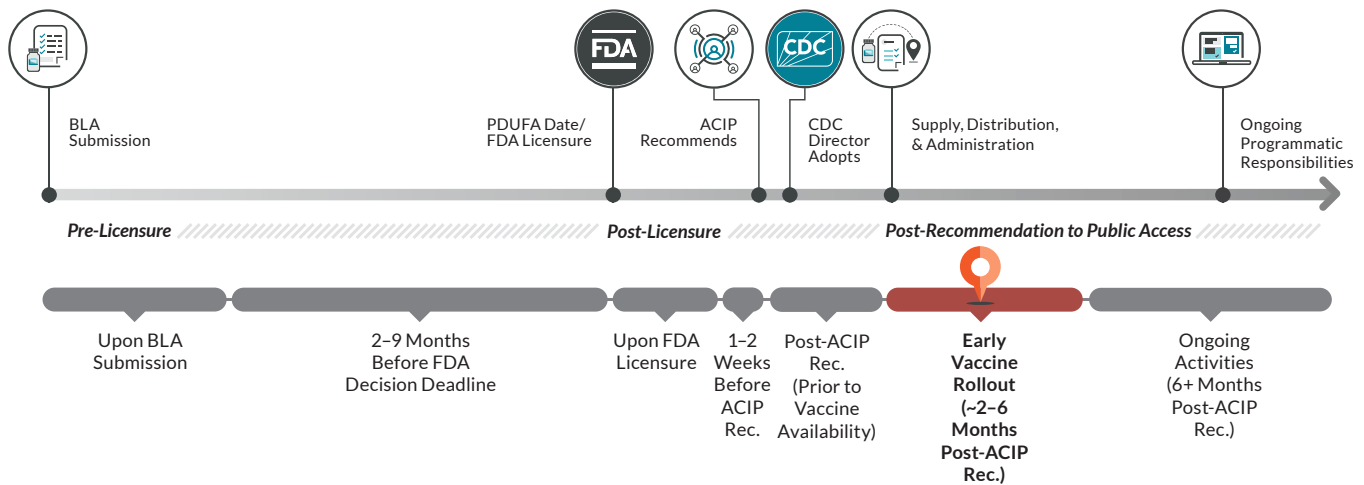 FDA
CDC
BLA
Submission
PDUFA Date/
FDA Licensure
ACIP
Recommends
CDC
Director
Adopts
Supply, Distribution,
& Administration
Ongoing
Programmatic
Responsibilities
Pre-Licensure
Post-Licensure
Post-Recommendation to Public Access
Upon BLA
Submission
2–9 Months
Before FDA
Decision Deadline
Upon FDA
Licensure
1–2
Weeks
Before
ACIP
Rec.
Post-ACIP
Rec.
(Prior to
Vaccine
Availability)
Early
Vaccine
Rollout
(~2–6
Months
Post-ACIP
Rec.)
Ongoing
Activities
(6+ Months
Post-ACIP
Rec.)